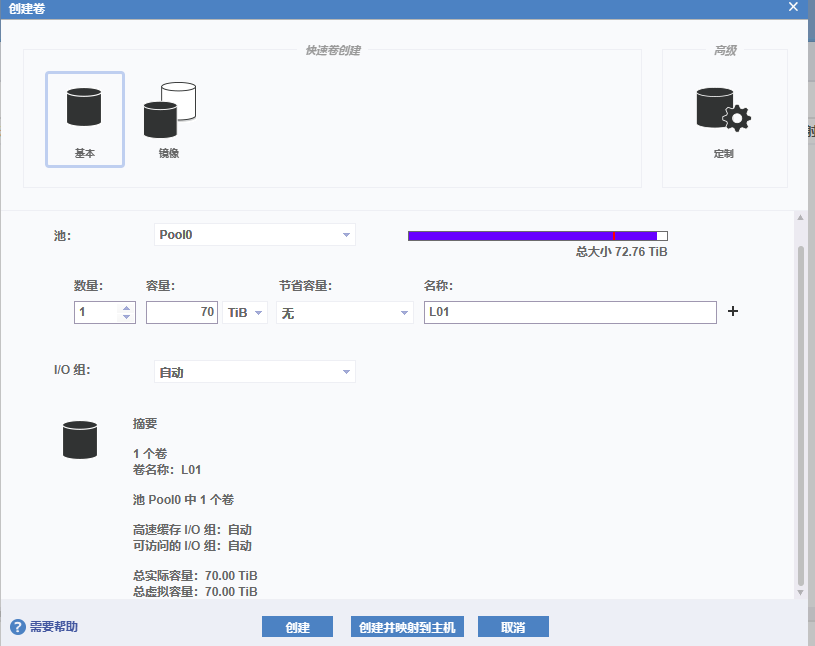 创建卷
快速卷创建
高级
基本
镜像
定制
池:
Pool0
总大小 72.76 TiB
数量:
容量:
节省容量:
名称:
1
70
TiB
无
L01
I/O 组:
自动
摘要
1 个卷
卷名称: L01
池 Pool0 中 1 个卷
高速缓存 I/O 组: 自动
可访问的 I/O 组: 自动
总实际容量: 70.00 TiB
总虚拟容量: 70.00 TiB
需要帮助
创建
创建并映射到主机
取消